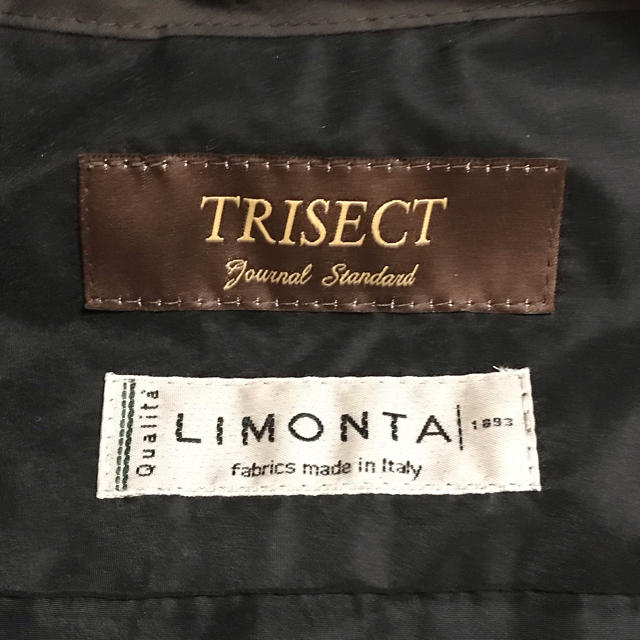 TRISECT
Journal Standard
Qualità
LIMONTA 1893
fabrics made in Italy